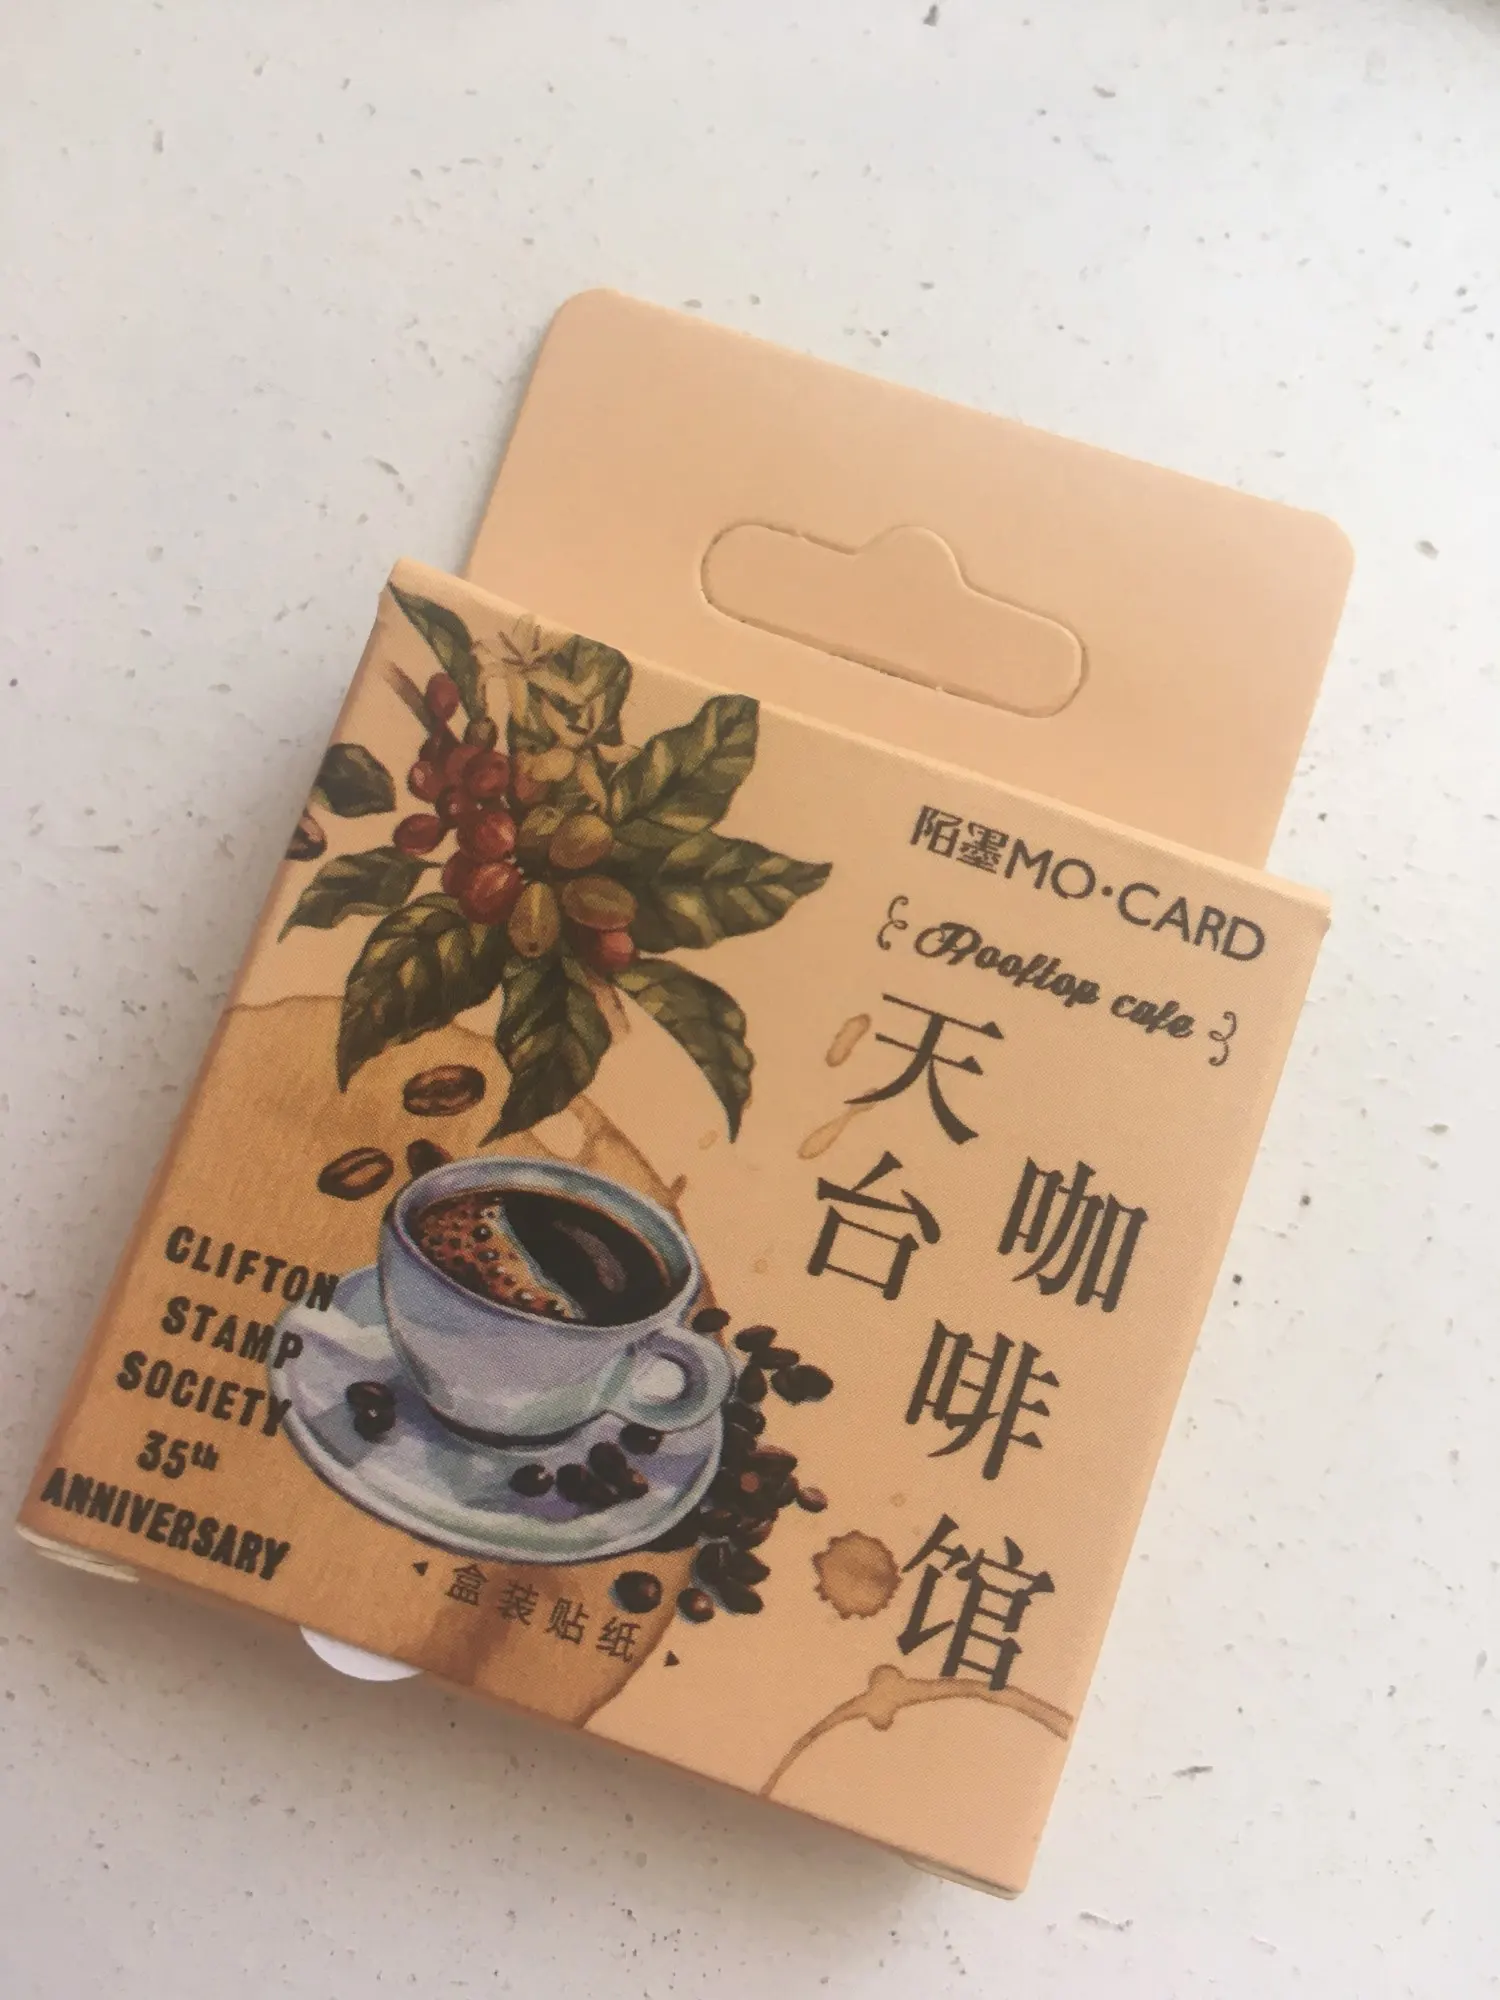 陌墨MO·CARD
Rooftop cafe
天台
咖啡馆
CLIFTON
STAMP
SOCIETY
35th
ANNIVERSARY
盒装贴纸